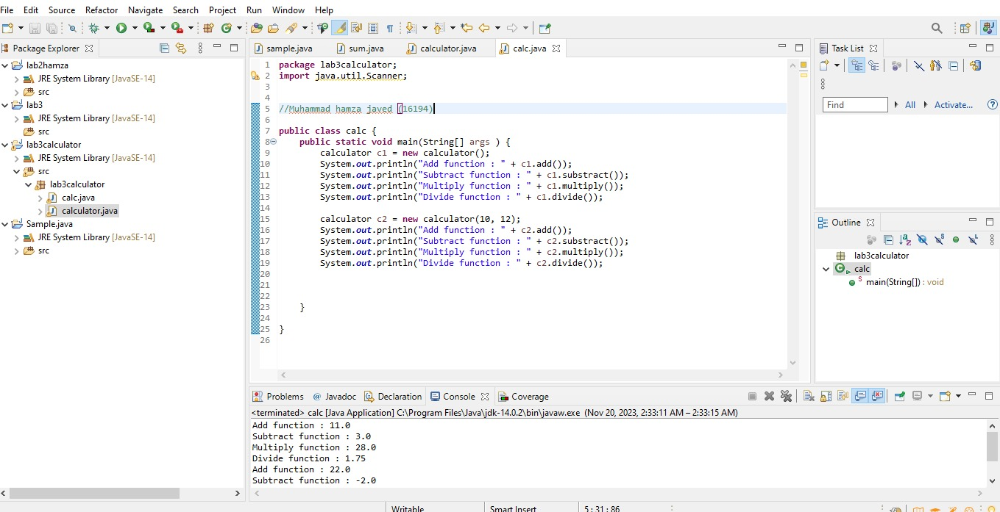 File Edit Source Refactor Navigate Search Project Run Window Help
Package Explorer
lab2hamza
JRE System Library [JavaSE-14]
src
lab3
JRE System Library [JavaSE-14]
src
lab3calculator
JRE System Library [JavaSE-14]
src
lab3calculator
calc.java
calculator.java
Sample.java
JRE System Library [JavaSE-14]
src
sample.java sum.java calculator.java calc.java
1 package lab3calculator;
2 import java.util.Scanner;
3
4
5 //Muhammad hamza javed (16194)
6
7 public class calc {
8 public static void main(String[] args ) {
9 calculator c1 = new calculator();
10 System.out.println("Add function : " + c1.add());
11 System.out.println("Subtract function : " + c1.substract());
12 System.out.println("Multiply function : " + c1.multiply());
13 System.out.println("Divide function : " + c1.divide());
14
15 calculator c2 = new calculator(10, 12);
16 System.out.println("Add function : " + c2.add());
17 System.out.println("Subtract function : " + c2.substract());
18 System.out.println("Multiply function : " + c2.multiply());
19 System.out.println("Divide function : " + c2.divide());
20
21
22
23 }
24
25 }
26
Task List
Find All Activate...
Outline
lab3calculator
calc
main(String[]) : void
Problems Javadoc Declaration Console Coverage
<terminated> calc [Java Application] C:\Program Files\Java\jdk-14.0.2\bin\javaw.exe (Nov 20, 2023, 2:33:11 AM – 2:33:15 AM)
Add function : 11.0
Subtract function : 3.0
Multiply function : 28.0
Divide function : 1.75
Add function : 22.0
Subtract function : -2.0
Writable Smart Insert 5 : 31 : 86